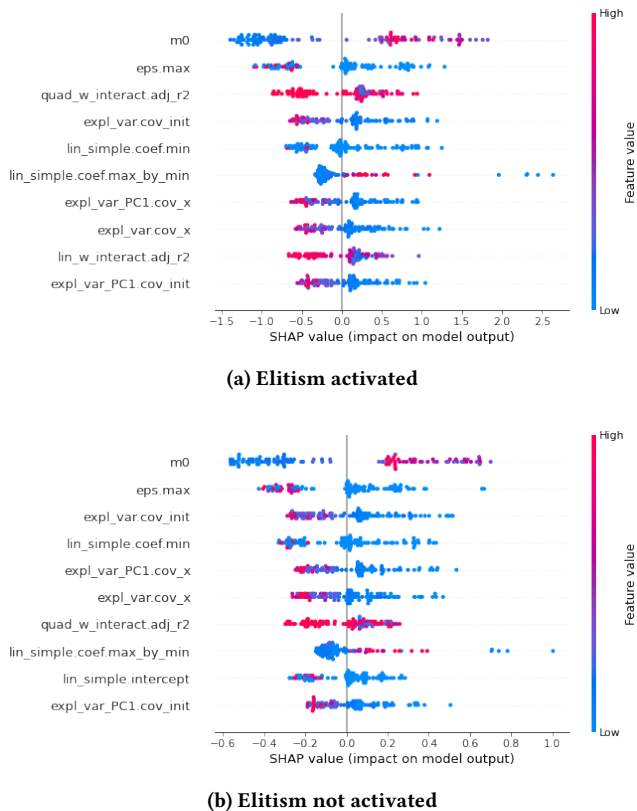 High
m0
eps.max
quad_w_interact.adj_r2
expl_var.cov_init
lin_simple.coef.min
lin_simple.coef.max_by_min
expl_var_PC1.cov_x
expl_var.cov_x
lin_w_interact.adj_r2
expl_var_PC1.cov_init
Feature value
Low
−1.5 −1.0 −0.5 0.0 0.5 1.0 1.5 2.0 2.5
SHAP value (impact on model output)
(a) Elitism activated
High
m0
eps.max
expl_var.cov_init
lin_simple.coef.min
expl_var_PC1.cov_x
expl_var.cov_x
quad_w_interact.adj_r2
lin_simple.coef.max_by_min
lin_simple.intercept
expl_var_PC1.cov_init
Feature value
Low
−0.6 −0.4 −0.2 0.0 0.2 0.4 0.6 0.8 1.0
SHAP value (impact on model output)
(b) Elitism not activated